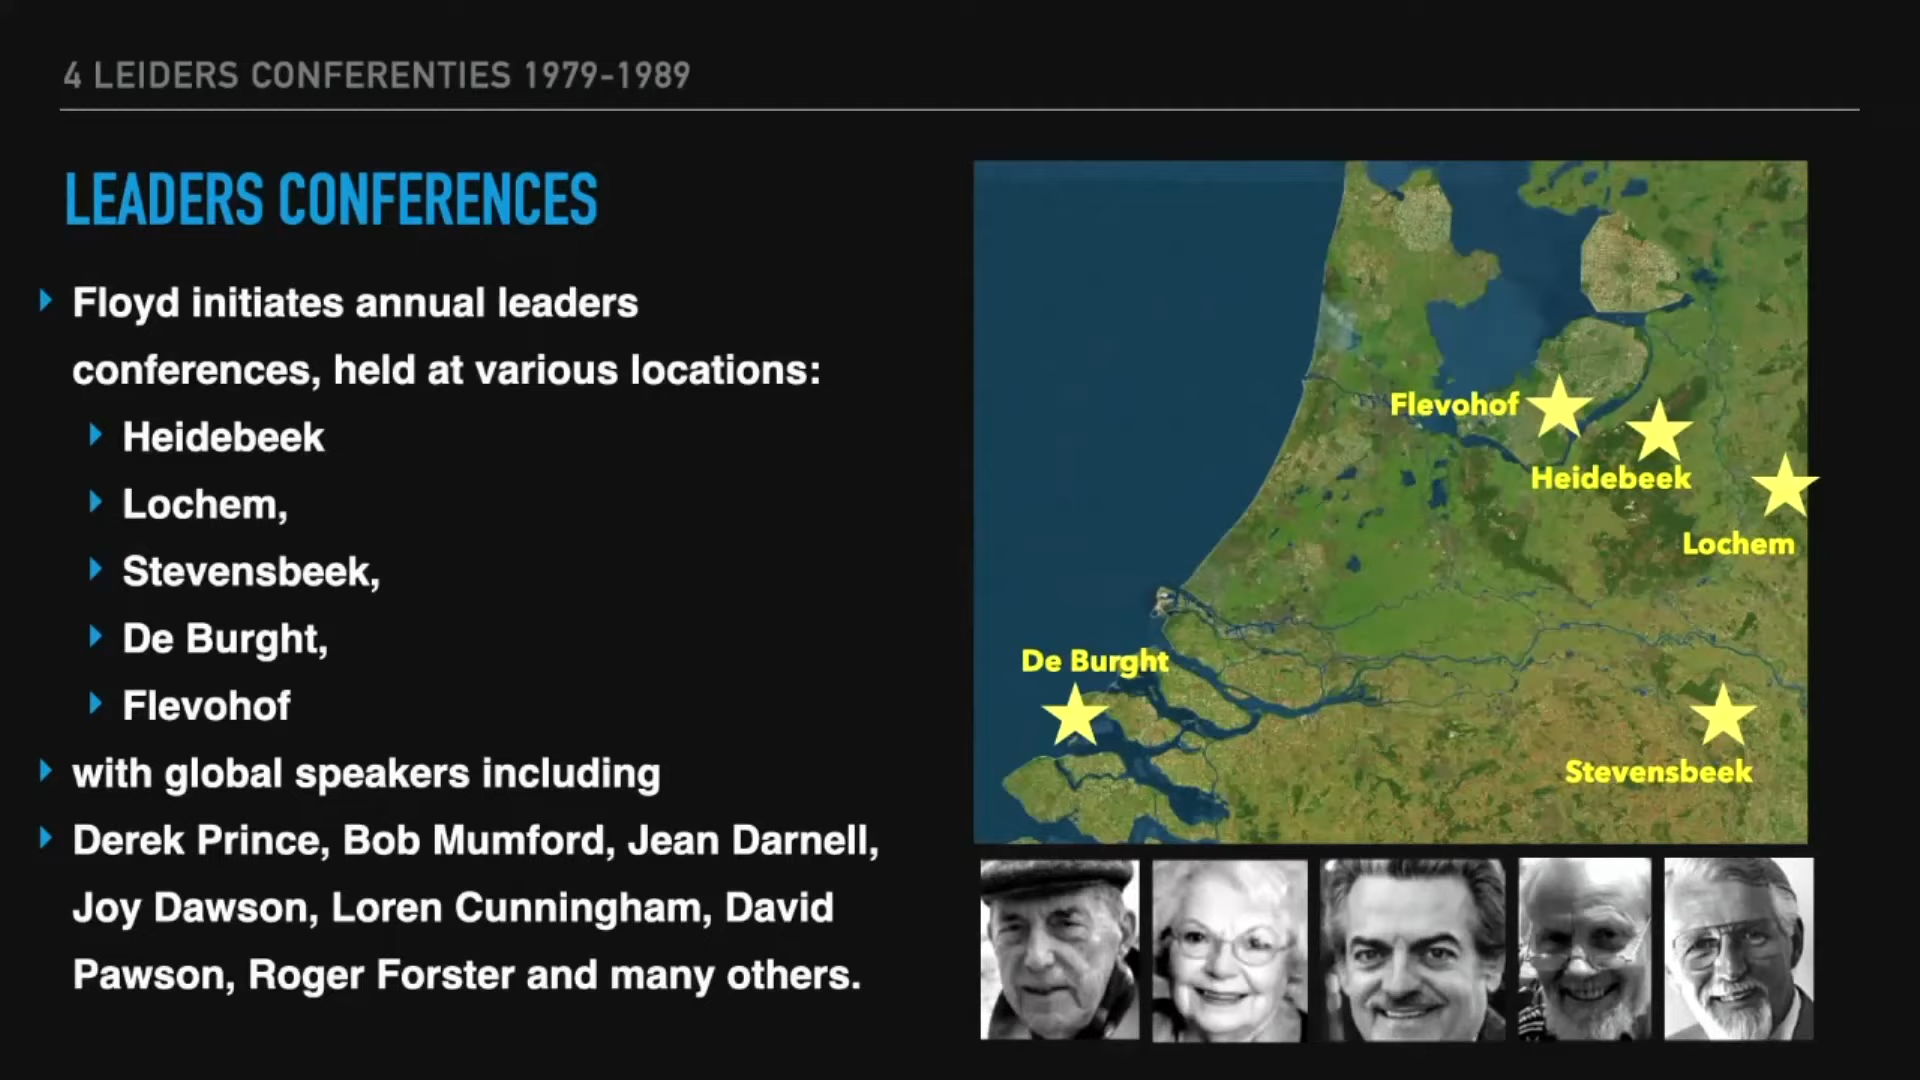 4 LEIDERS CONFERENTIES 1979-1989
LEADERS CONFERENCES
Floyd initiates annual leaders
conferences, held at various locations:
Heidebeek
Lochem,
Stevensbeek,
De Burght,
Flevohof
with global speakers including
Derek Prince, Bob Mumford, Jean Darnell,
Joy Dawson, Loren Cunningham, David
Pawson, Roger Forster and many others.
Flevohof
Heidebeek
Lochem
De Burght
Stevensbeek